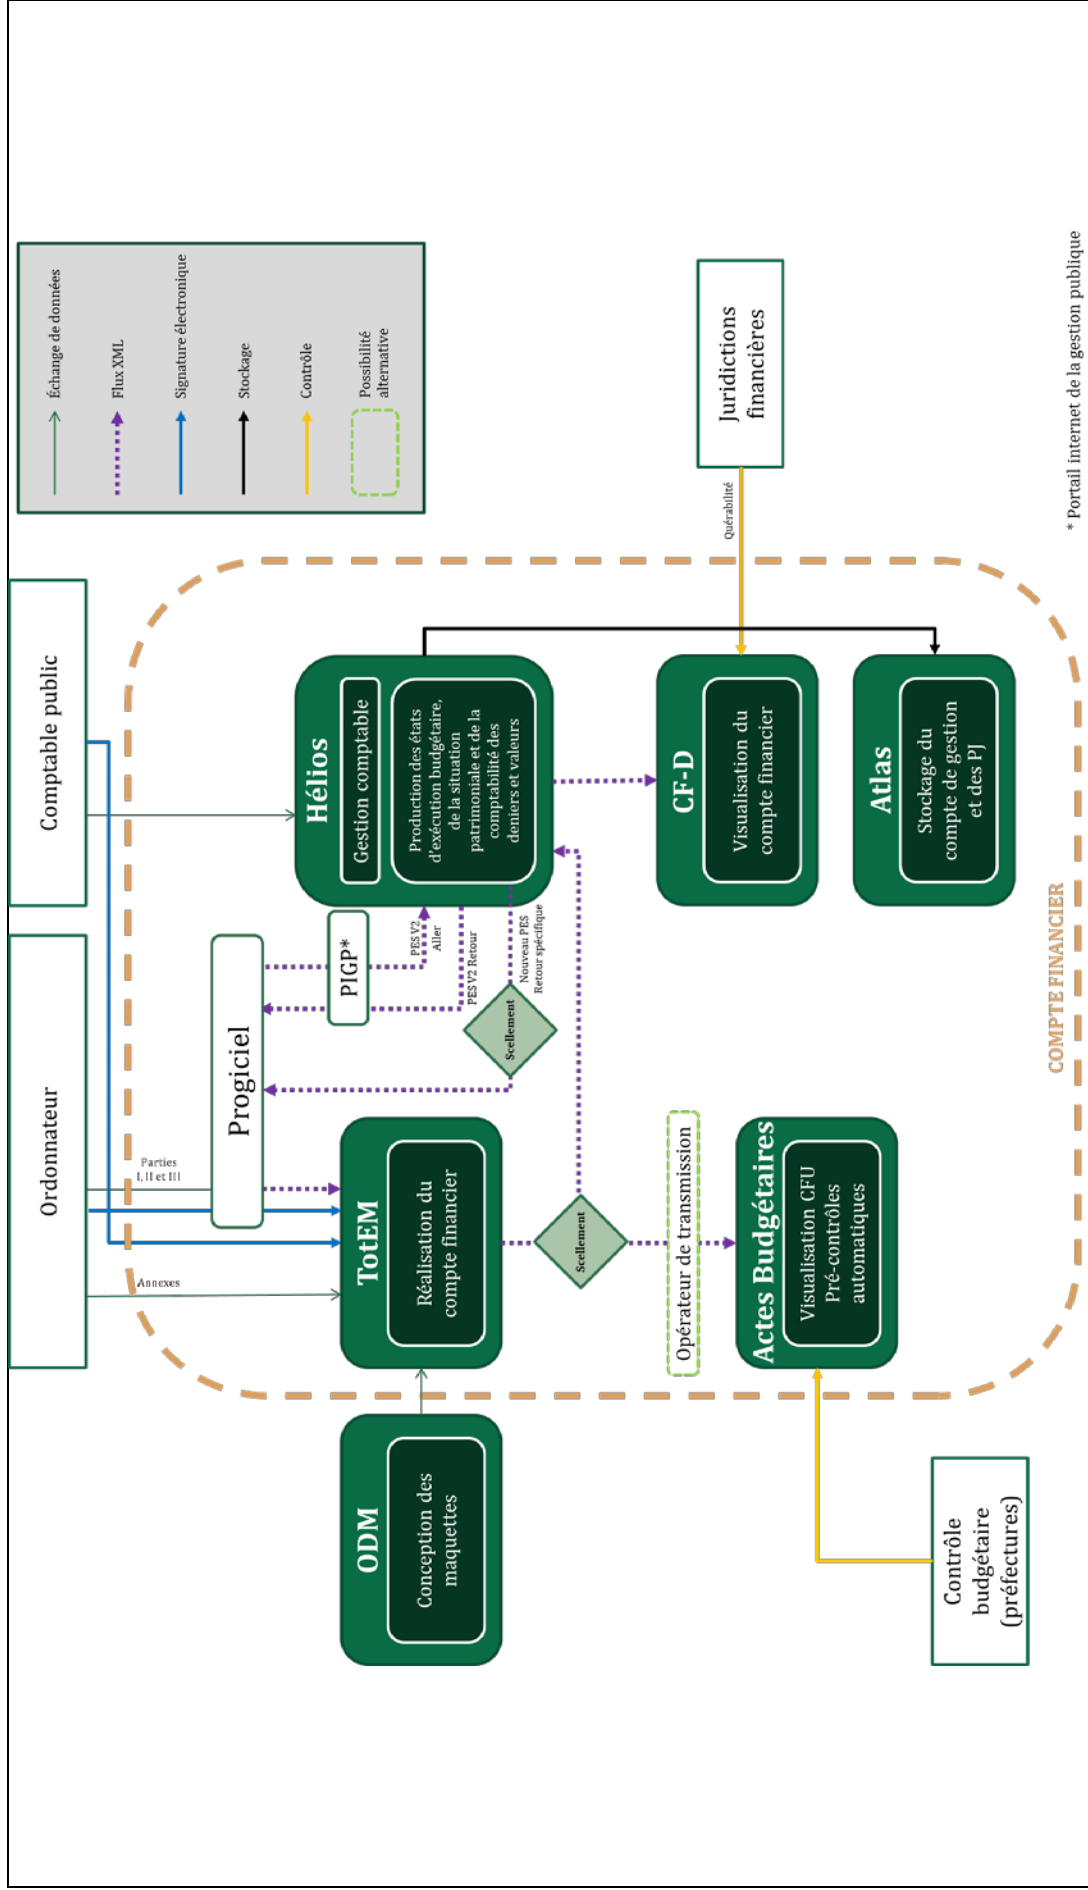 Ordonnateur
Comptable public
Échange de données
Flux XML
Signature électronique
Stockage
Contrôle
Possibilité
alternative
Annexes
Parties
I, II et III
Progiciel
PIGP*
PES V2
Aller
PES V2 Retour
Nouveau PES
Retour spécifique
Scellement
ODM
Conception des
maquettes
TotEM
Réalisation du
compte financier
Hélios
Gestion comptable
Production des états
d'exécution budgétaire,
de la situation
patrimoniale et de la
comptabilité des
deniers et valeurs
Scellement
Opérateur de transmission
Actes Budgétaires
Visualisation CFU
Pré-contrôles
automatiques
CF-D
Visualisation du
compte financier
Quérabilité
Juridictions
financières
Atlas
Stockage du
compte de gestion
et des PJ
Contrôle
budgétaire
(préfectures)
COMPTE FINANCIER
* Portail internet de la gestion publique